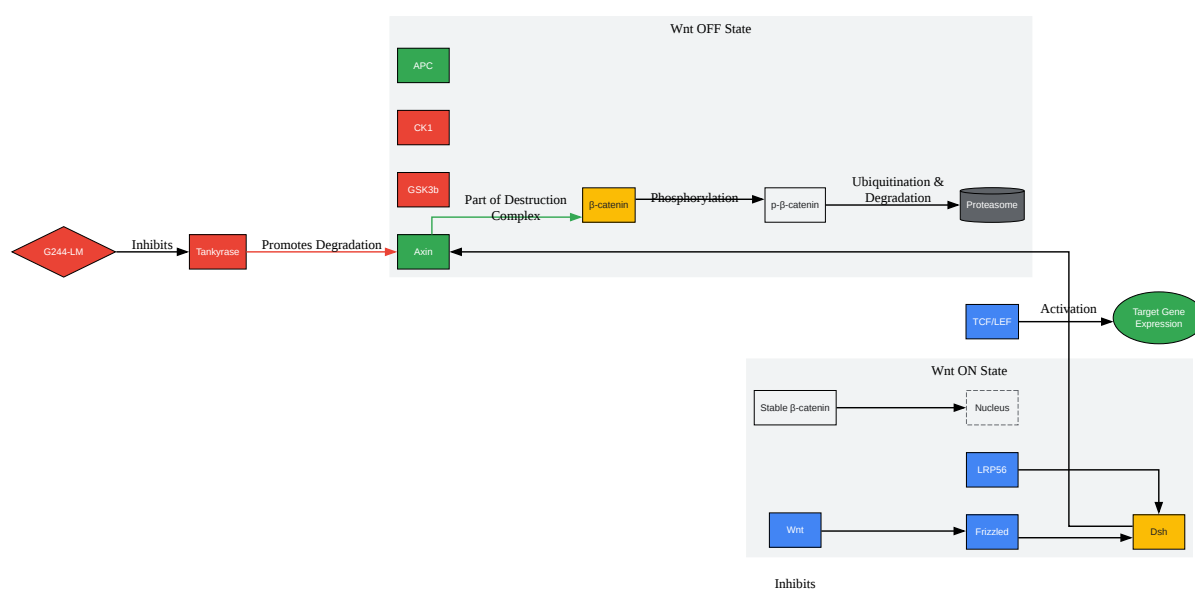 Wnt OFF State
APC
CK1
GSK3b
Part of Destruction
Complex
β-catenin
Phosphorylation
p-β-catenin
Ubiquitination &
Degradation
Proteasome
G244-LM
Inhibits
Tankyrase
Promotes Degradation
Axin
TCF/LEF
Activation
Target Gene
Expression
Wnt ON State
Stable β-catenin
Nucleus
LRP56
Wnt
Frizzled
Dsh
Inhibits